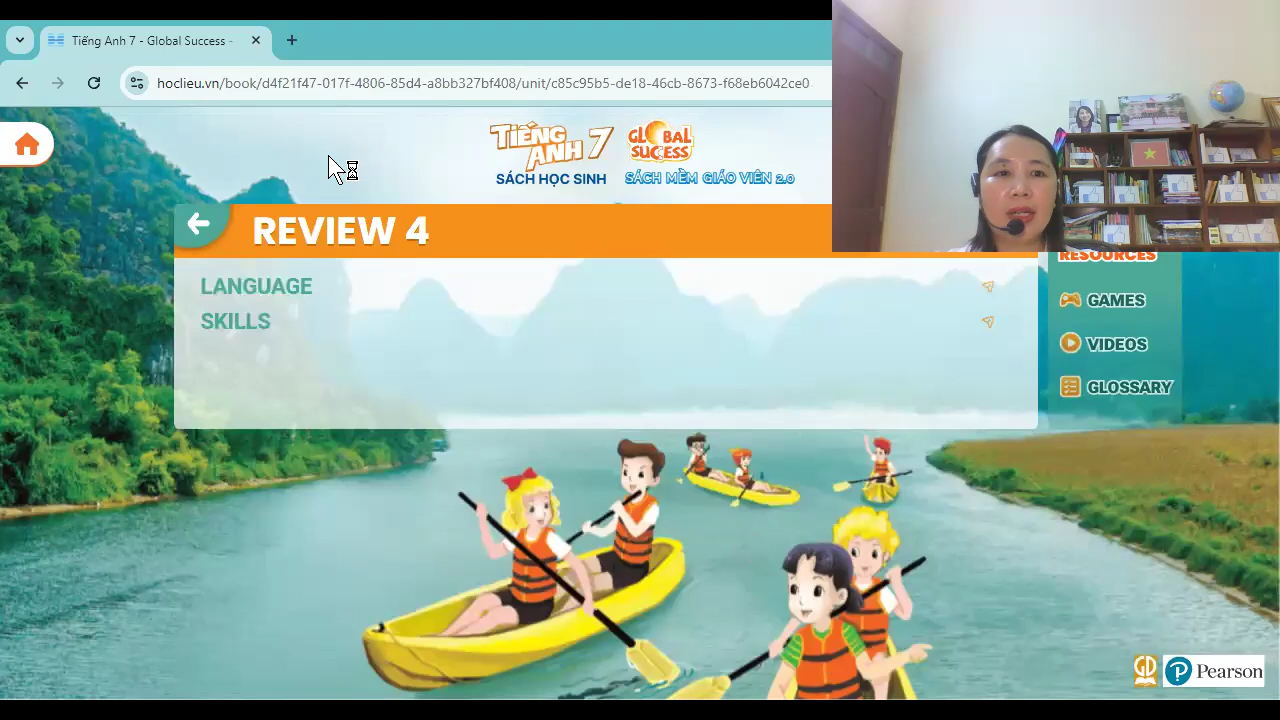 Tiếng Anh 7 - Global Success -
hoclieu.vn/book/d4f21f47-017f-4806-85d4-a8bb327bf408/unit/c85c95b5-de18-46cb-8673-f68eb6042ce0
TIẾNG ANH 7
GLOBAL SUCCESS
SÁCH HỌC SINH
SÁCH MỀM GIÁO VIÊN 2.0
REVIEW 4
LANGUAGE
SKILLS
RESOURCES
GAMES
VIDEOS
GLOSSARY
GD
Pearson